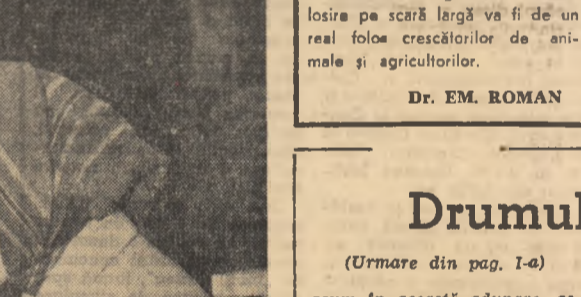 losire pe scară largă va fi de un
real folos crescătorilor de ani-
male și agricultorilor.
Dr. EM. ROMAN
Drumul
(Urmare din pag. I-a)